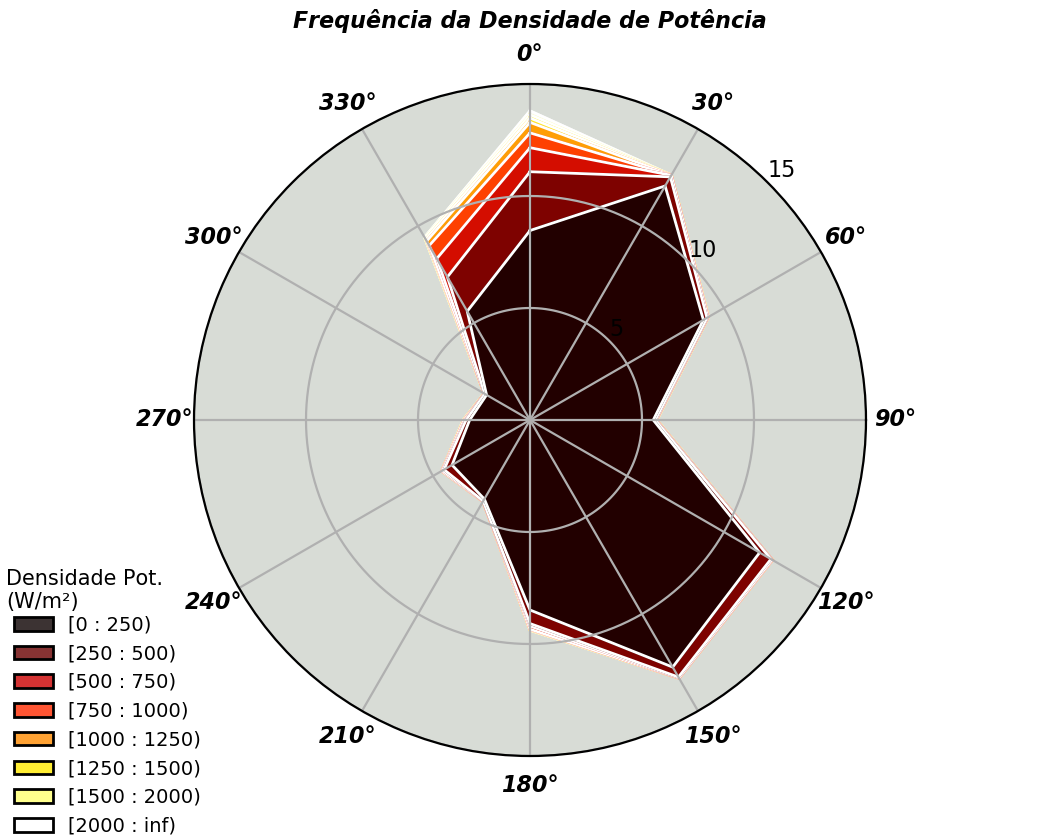 Frequência da Densidade de Potência
0°
330°
30°
15
300°
60°
10
5
270°
90°
240°
120°
210°
150°
180°
Densidade Pot.
(W/m²)
[0 : 250)
[250 : 500)
[500 : 750)
[750 : 1000)
[1000 : 1250)
[1250 : 1500)
[1500 : 2000)
[2000 : inf)